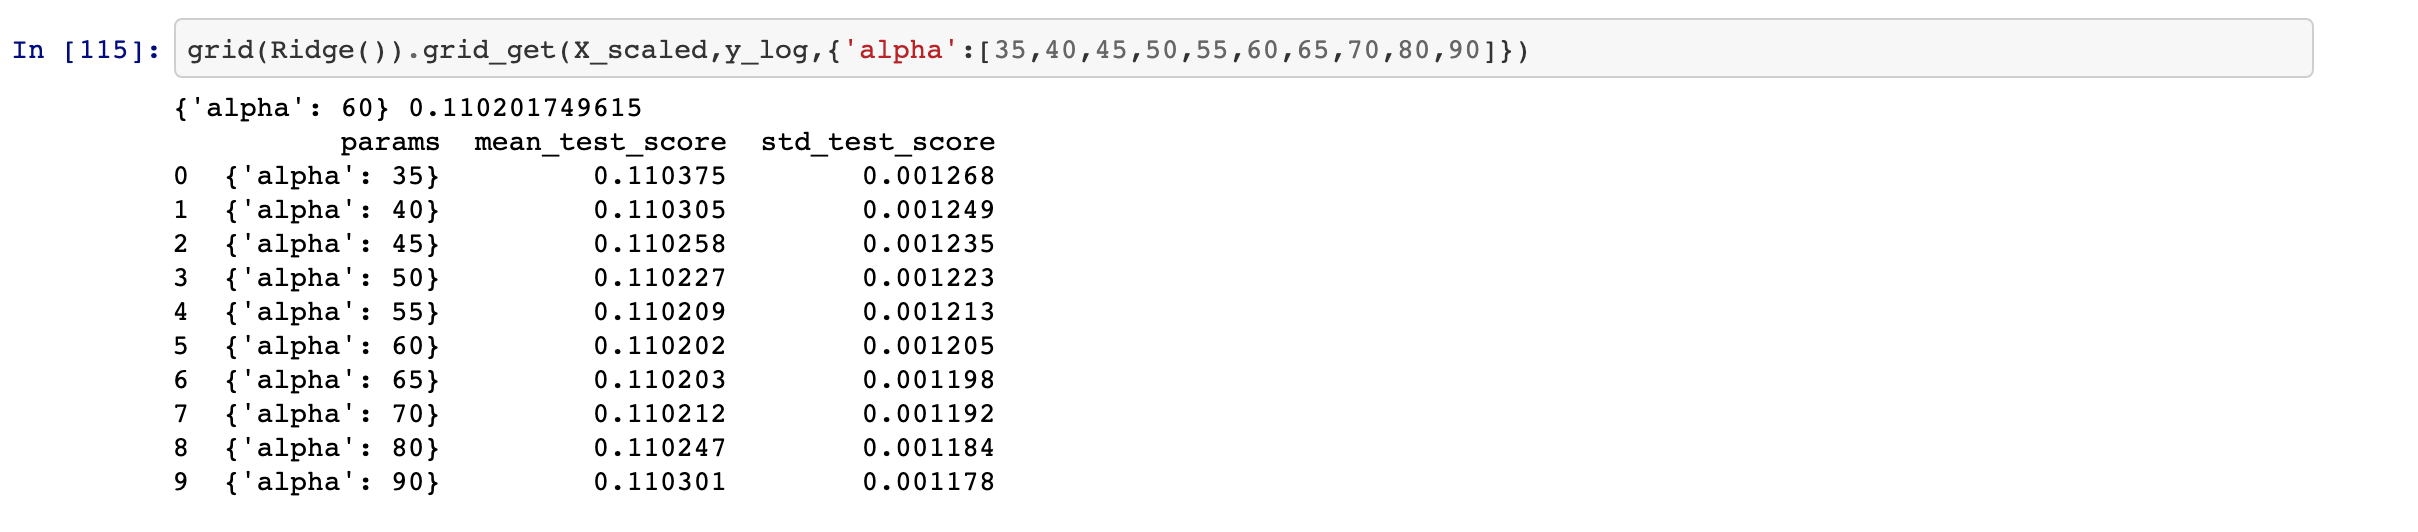 In [115]: grid(Ridge()).grid_get(X_scaled,y_log,{'alpha':[35,40,45,50,55,60,65,70,80,90]})
{'alpha': 60} 0.110201749615
params mean_test_score std_test_score
0 {'alpha': 35} 0.110375 0.001268
1 {'alpha': 40} 0.110305 0.001249
2 {'alpha': 45} 0.110258 0.001235
3 {'alpha': 50} 0.110227 0.001223
4 {'alpha': 55} 0.110209 0.001213
5 {'alpha': 60} 0.110202 0.001205
6 {'alpha': 65} 0.110203 0.001198
7 {'alpha': 70} 0.110212 0.001192
8 {'alpha': 80} 0.110247 0.001184
9 {'alpha': 90} 0.110301 0.001178